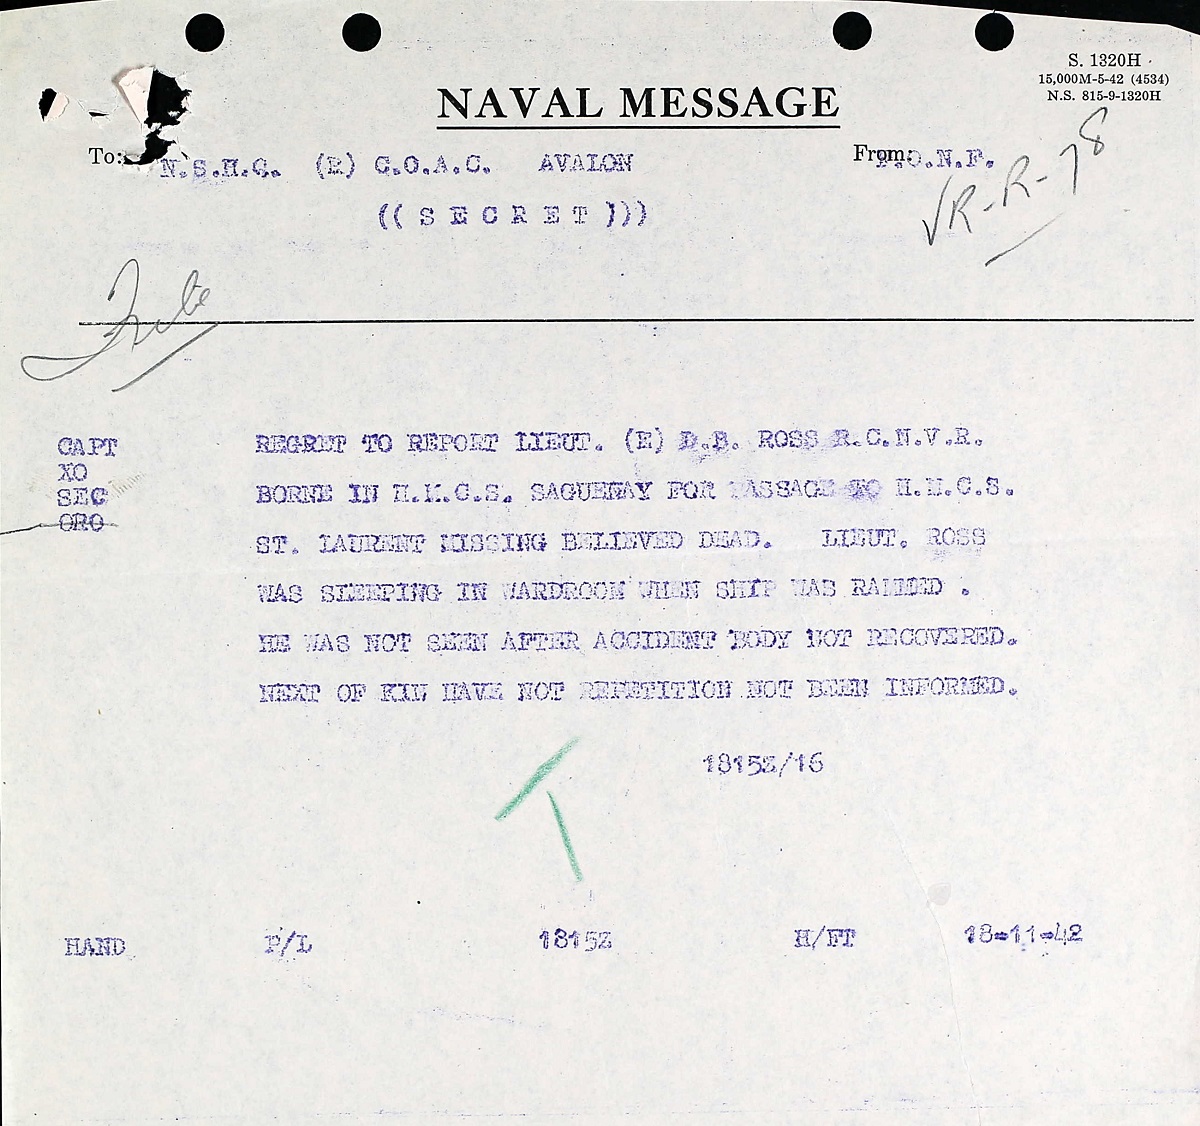 S. 1320H
15,000M-5-42 (4534)
N.S. 815-9-1320H
NAVAL MESSAGE
To: N.S.H.Q. (R) C.O.A.C. AVALON From: F.O.N.F.
((S E C R E T)))
√R-R-78
CAPT
XO
SEC
ORO
REGRET TO REPORT LIEUT. (E) D.B. ROSS R.C.N.V.R.
BORNE IN H.M.C.S. SAGUENAY FOR PASSAGE TO H.M.C.S.
ST. LAURENT MISSING BELIEVED DEAD. LIEUT. ROSS
WAS SLEEPING IN WARDROOM WHEN SHIP WAS RAMMED .
HE WAS NOT SEEN AFTER ACCIDENT BODY NOT RECOVERED.
NEXT OF KIN HAVE NOT REPETITION NOT BEEN INFORMED.
1815Z/16
HAND P/L 1815Z H/FT 18-11-42